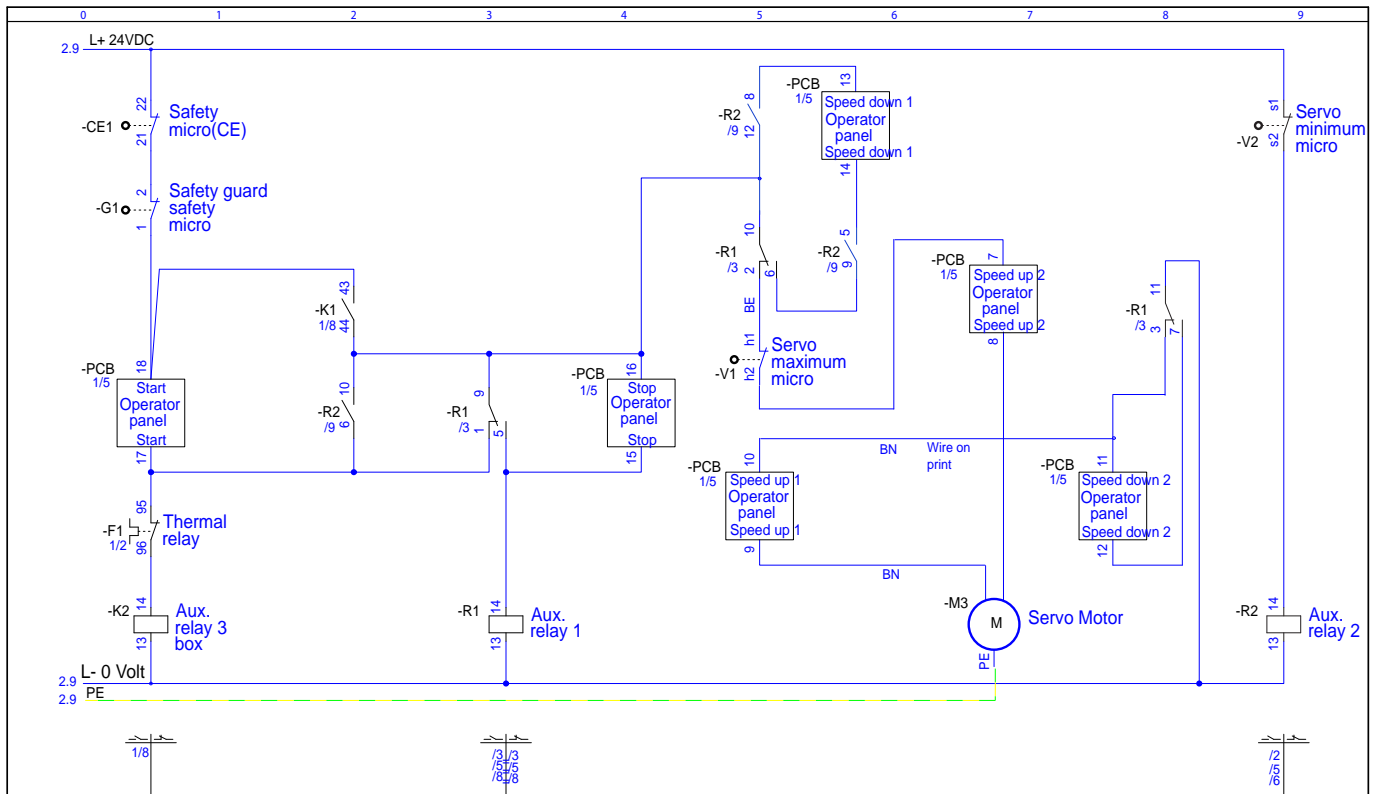 0 1 2 3 4 5 6 7 8 9
L+ 24VDC
2.9
22
-CE1
21
Safety
micro(CE)
2
-G1
1
Safety guard
safety
micro
43
-K1
1/8
44
18
-PCB
1/5
Start
Operator
panel
Start
17
10
-R2
/9
6
9
-R1
/3
1
5
16
-PCB
1/5
Stop
Operator
panel
Stop
15
8
-R2
/9
12
13
-PCB
1/5
Speed down 1
Operator
panel
Speed down 1
14
10
-R1
/3
2
6
BE
5
-R2
/9
9
h1
-V1
h2
Servo
maximum
micro
7
-PCB
1/5
Speed up 2
Operator
panel
Speed up 2
8
11
-R1
/3
3
7
s1
-V2
s2
Servo
minimum
micro
BN
Wire on
print
10
-PCB
1/5
Speed up 1
Operator
panel
Speed up 1
9
BN
11
-PCB
1/5
Speed down 2
Operator
panel
Speed down 2
12
95
-F1
1/2
96
Thermal
relay
14
-K2
13
Aux.
relay 3
box
14
-R1
13
Aux.
relay 1
-M3
M
Servo Motor
PE
14
-R2
13
Aux.
relay 2
L- 0 Volt
2.9
PE
2.9
1/8
/3 /3
/5 /5
/8 /8
/2
/5
/6